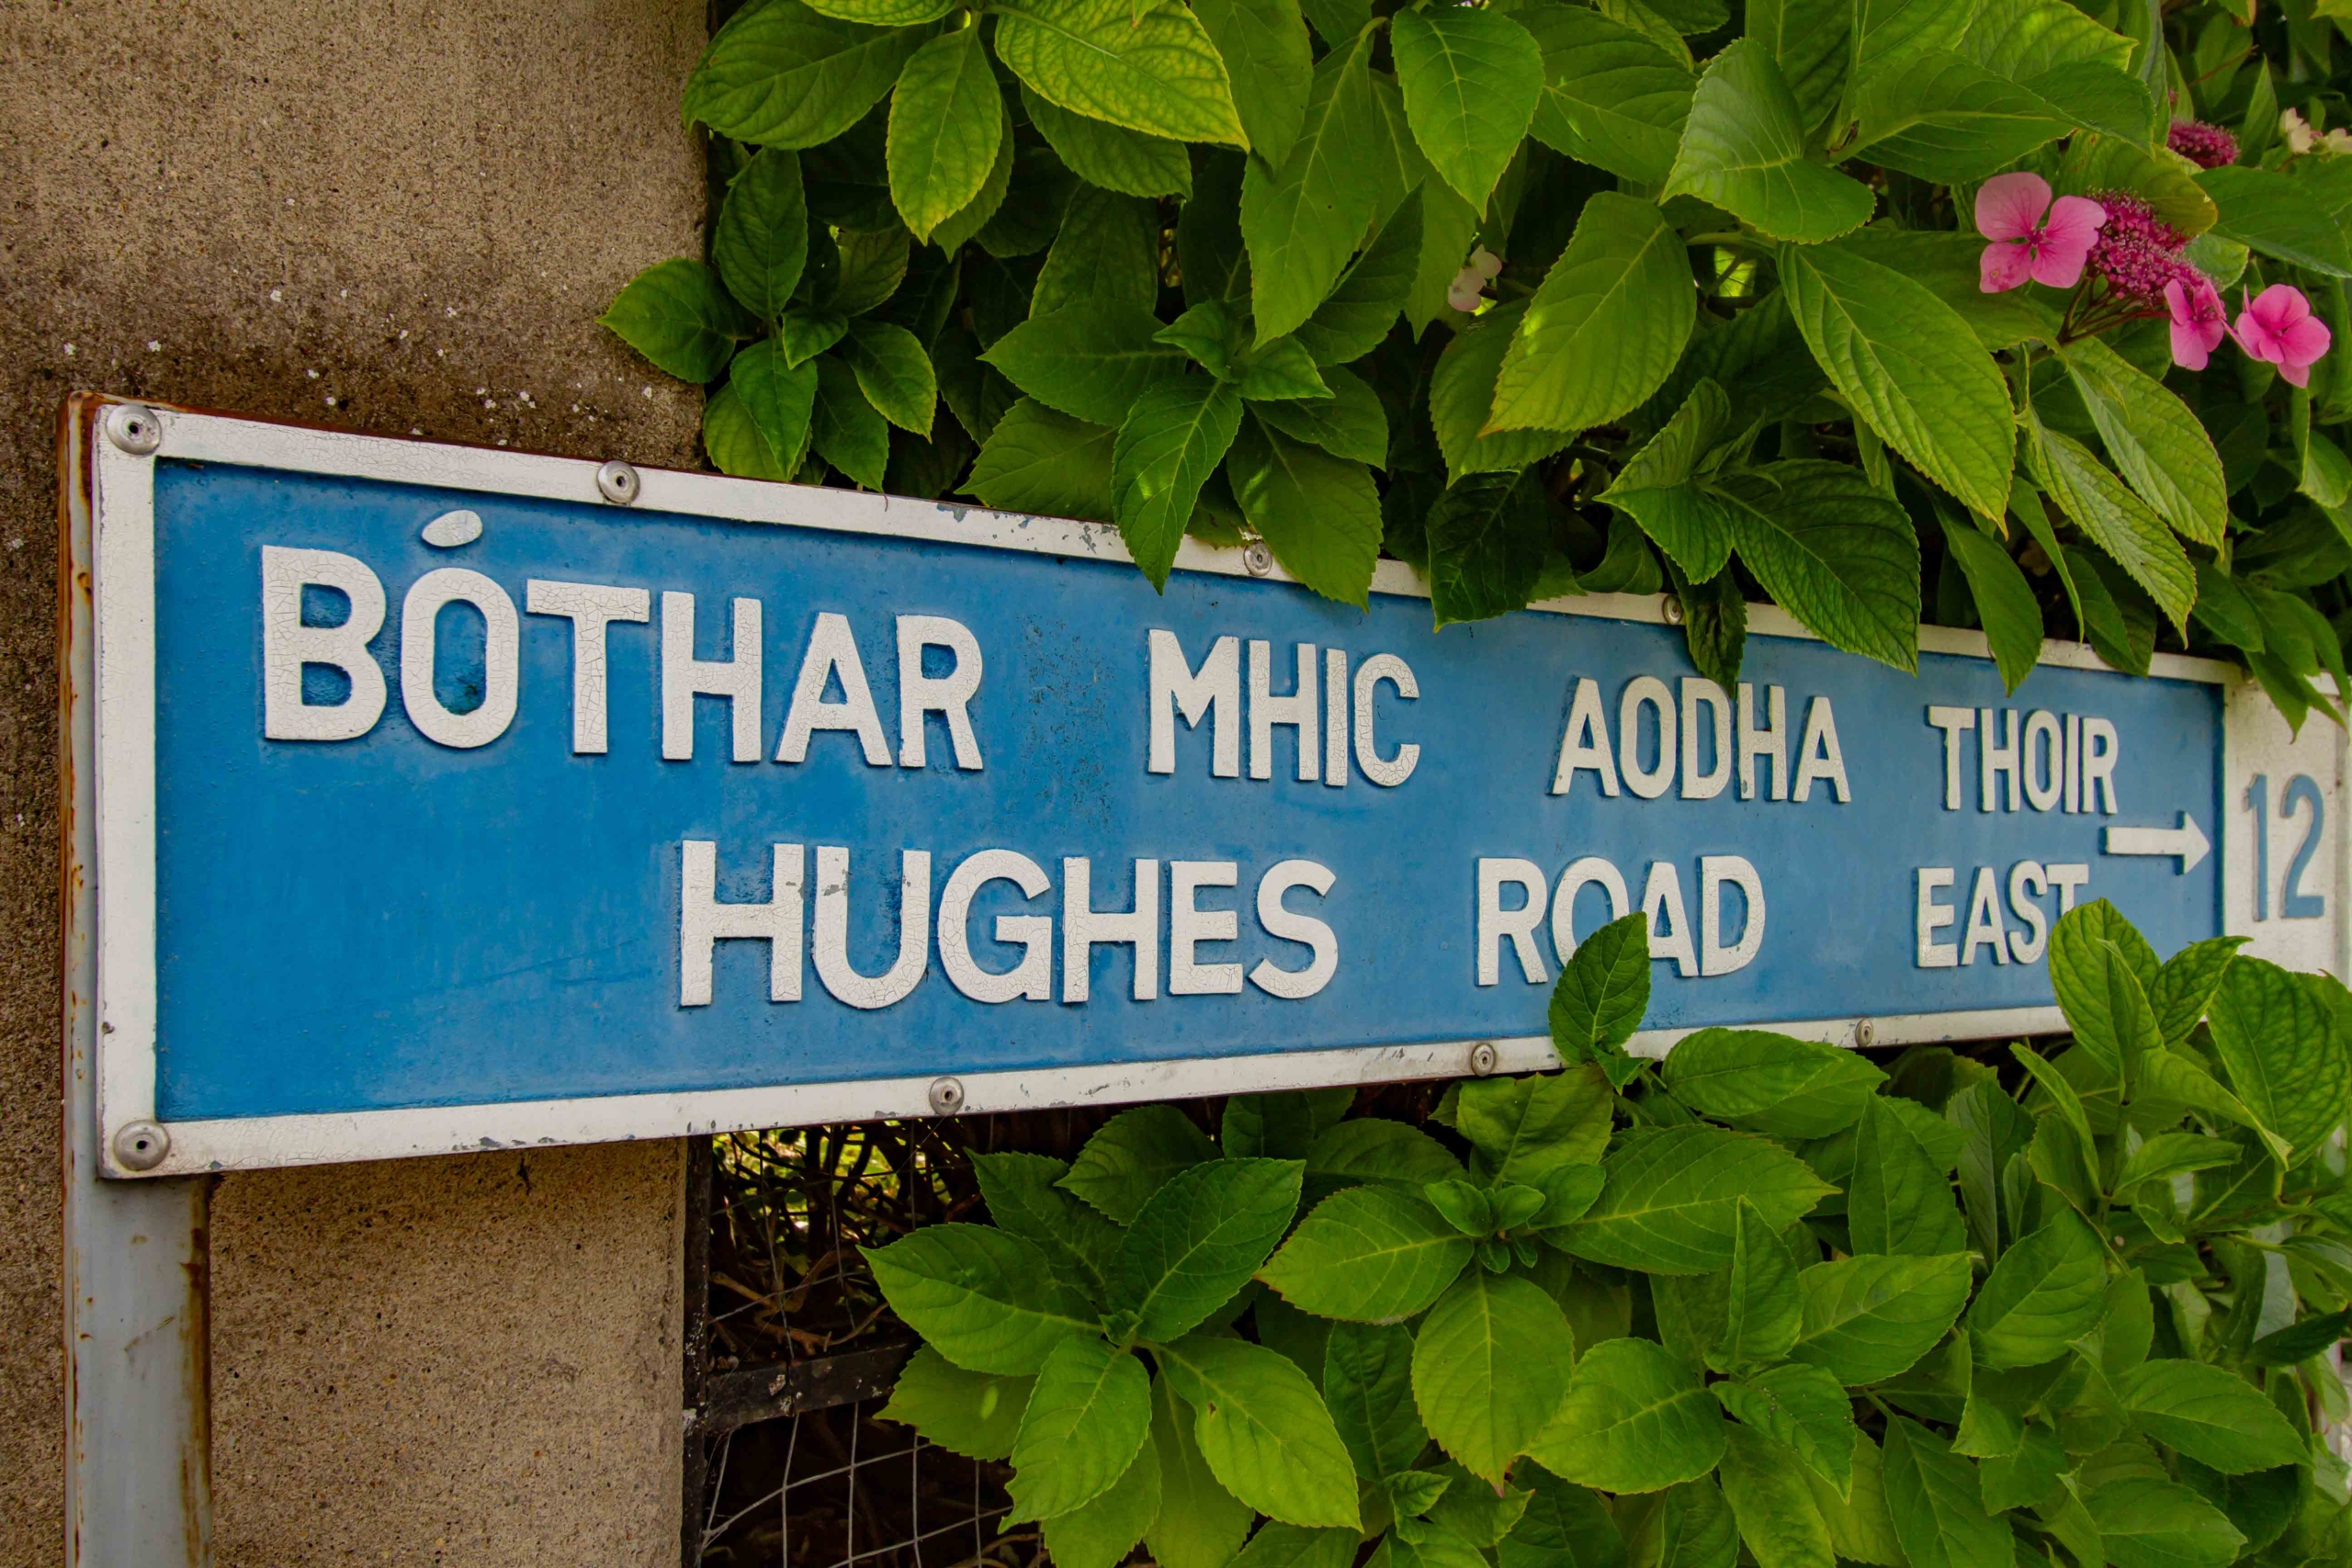 BÓTHAR MHIC AODHA THOIR
→
HUGHES ROAD EAST
12